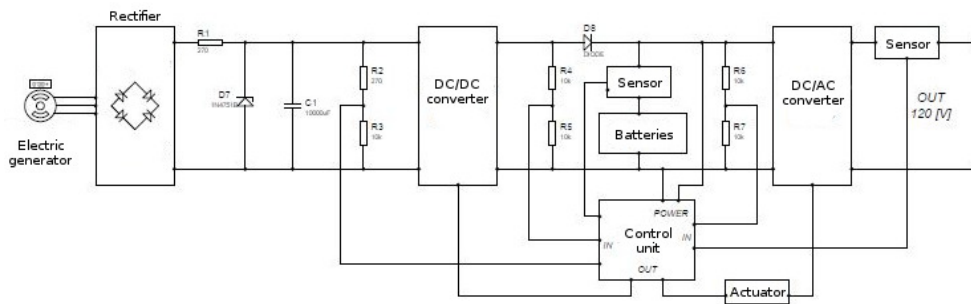 Rectifier
R1
270
Electric
generator
D7
C1
10000uF
R2
270
R3
10k
DC/DC
converter
D8
DIODE
R4
10k
R5
10k
Sensor
Batteries
R6
10k
R7
10k
DC/AC
converter
Sensor
OUT
120 [V]
POWER
Control
unit
IN
IN
OUT
Actuator